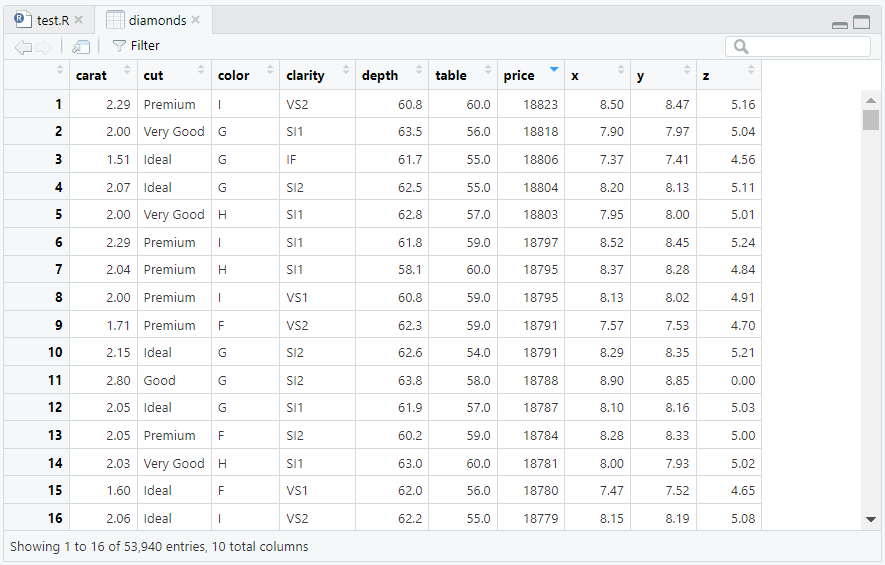 test.R diamonds
Filter
carat cut color clarity depth table price x y z
1 2.29 Premium I VS2 60.8 60.0 18823 8.50 8.47 5.16
2 2.00 Very Good G SI1 63.5 56.0 18818 7.90 7.97 5.04
3 1.51 Ideal G IF 61.7 55.0 18806 7.37 7.41 4.56
4 2.07 Ideal G SI2 62.5 55.0 18804 8.20 8.13 5.11
5 2.00 Very Good H SI1 62.8 57.0 18803 7.95 8.00 5.01
6 2.29 Premium I SI1 61.8 59.0 18797 8.52 8.45 5.24
7 2.04 Premium H SI1 58.1 60.0 18795 8.37 8.28 4.84
8 2.00 Premium I VS1 60.8 59.0 18795 8.13 8.02 4.91
9 1.71 Premium F VS2 62.3 59.0 18791 7.57 7.53 4.70
10 2.15 Ideal G SI2 62.6 54.0 18791 8.29 8.35 5.21
11 2.80 Good G SI2 63.8 58.0 18788 8.90 8.85 0.00
12 2.05 Ideal G SI1 61.9 57.0 18787 8.10 8.16 5.03
13 2.05 Premium F SI2 60.2 59.0 18784 8.28 8.33 5.00
14 2.03 Very Good H SI1 63.0 60.0 18781 8.00 7.93 5.02
15 1.60 Ideal F VS1 62.0 56.0 18780 7.47 7.52 4.65
16 2.06 Ideal I VS2 62.2 55.0 18779 8.15 8.19 5.08
Showing 1 to 16 of 53,940 entries, 10 total columns